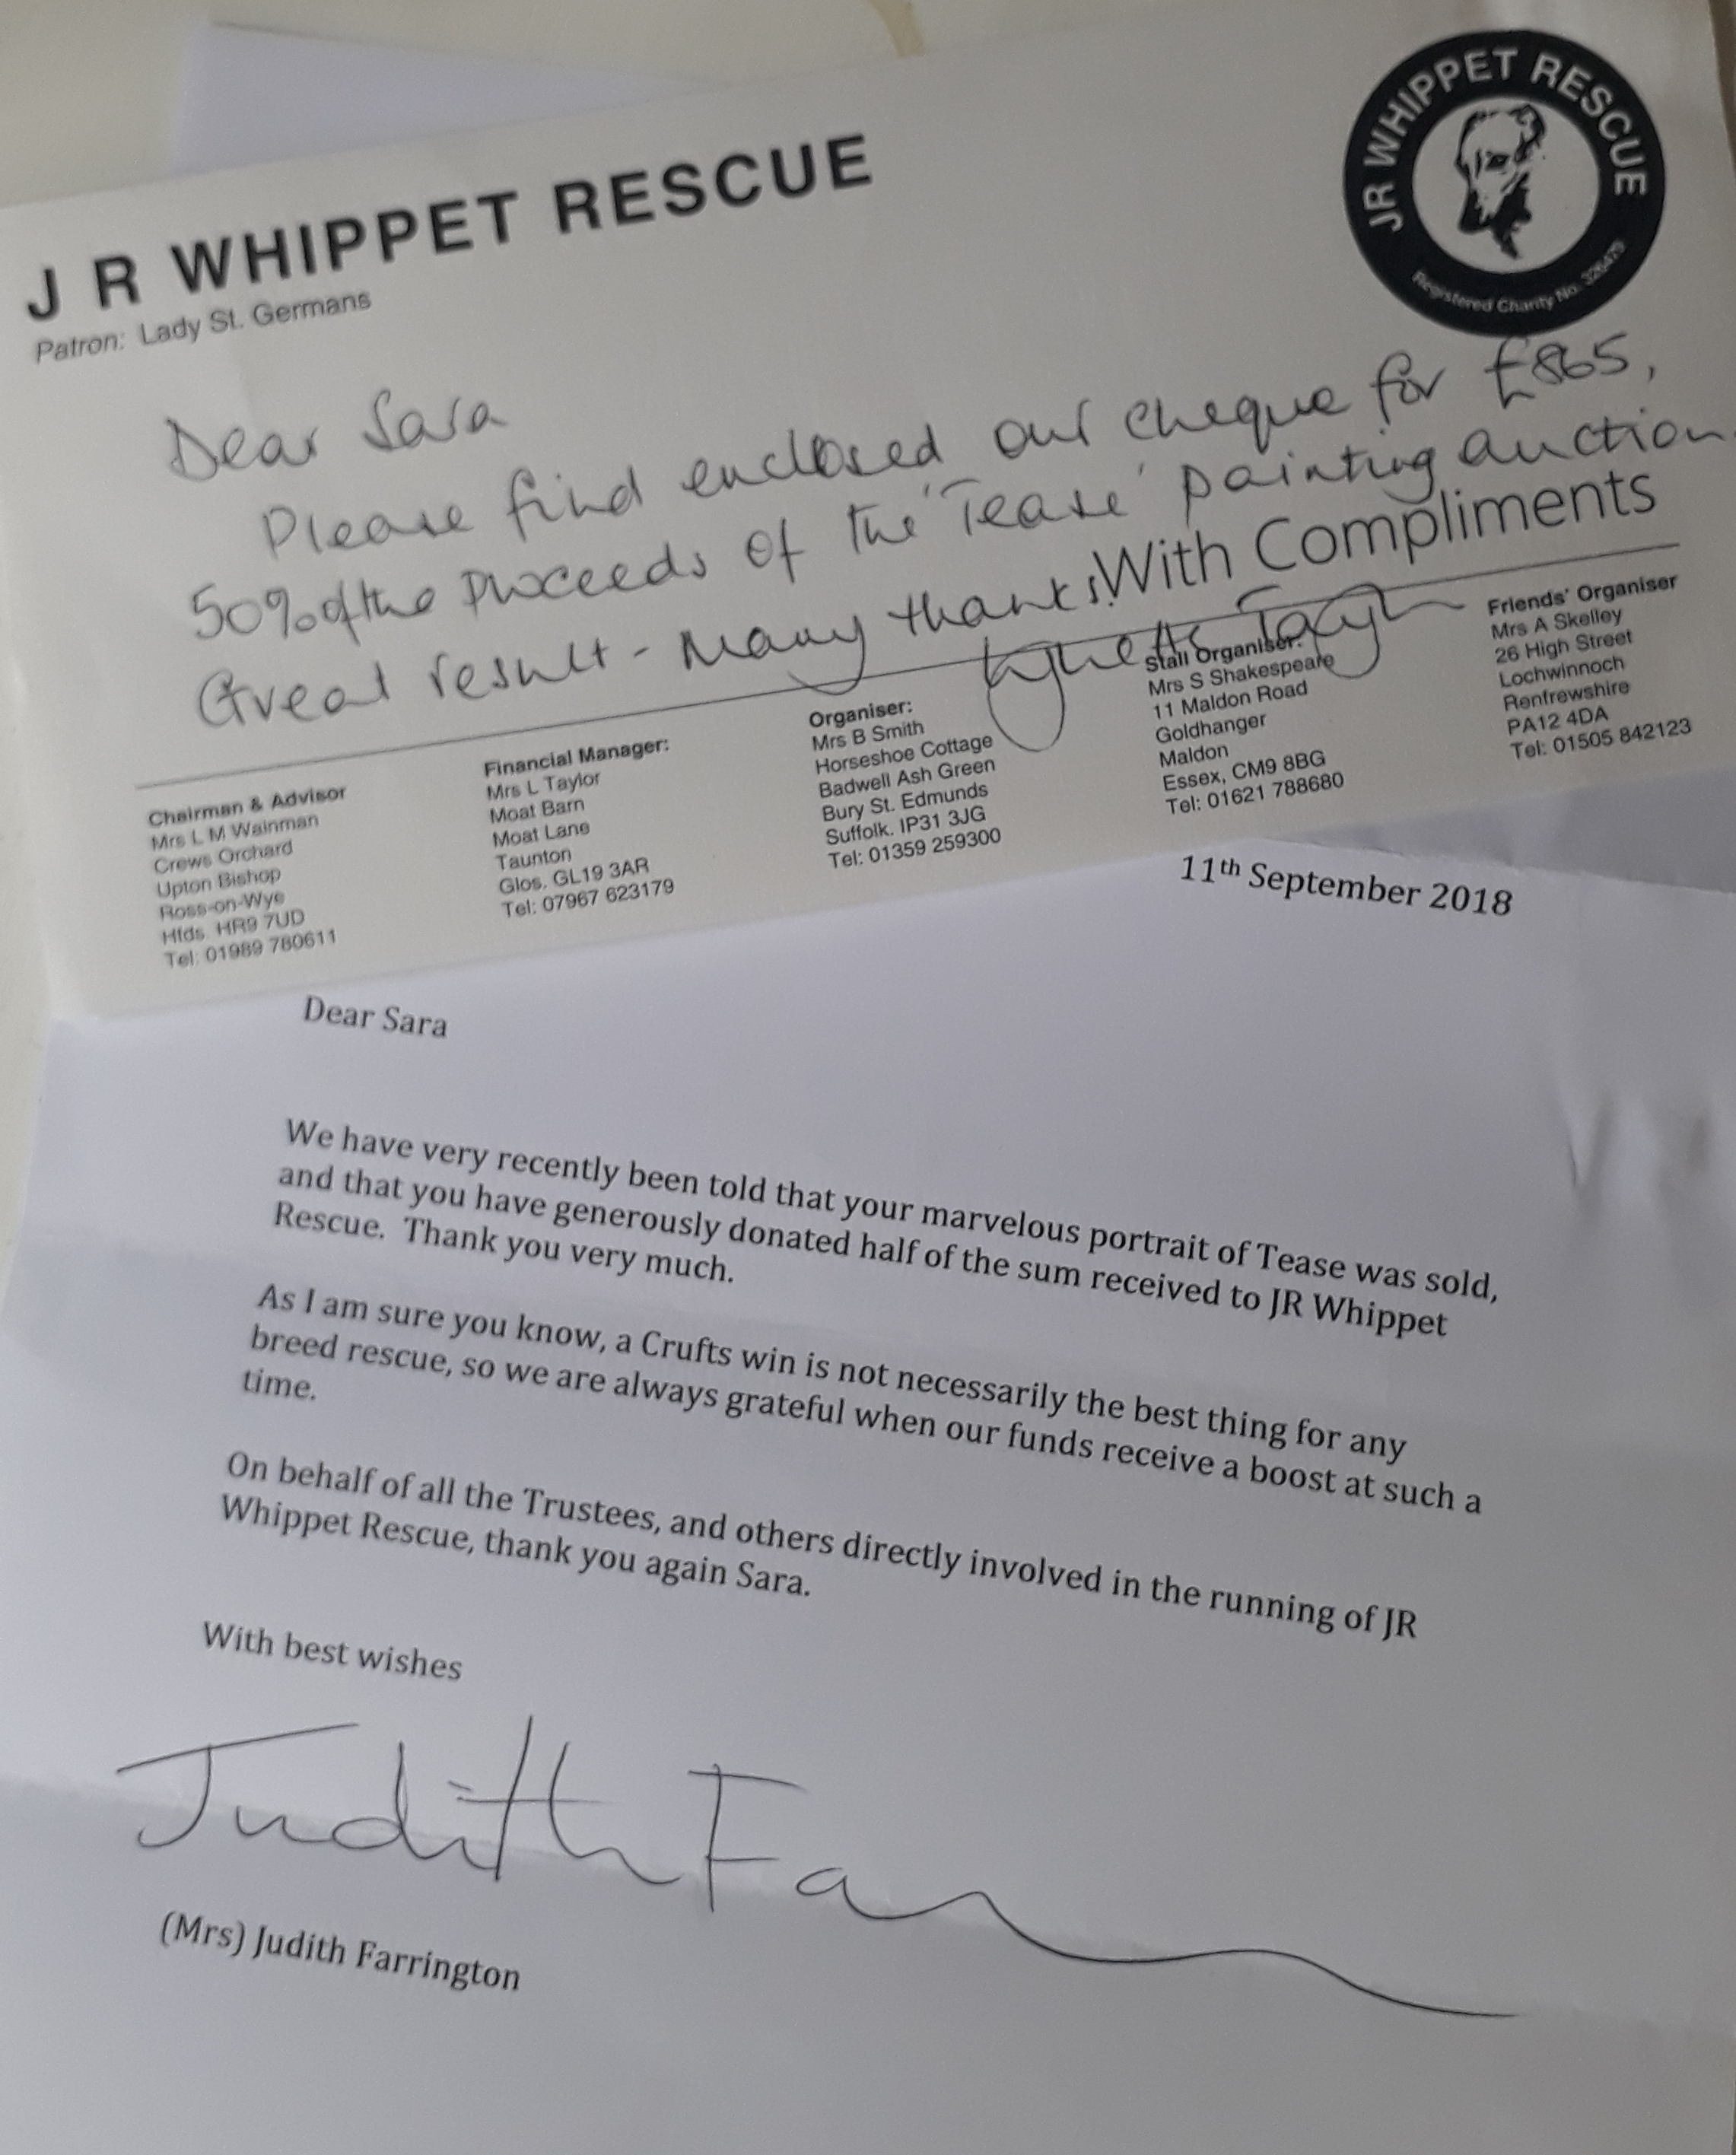 J R WHIPPET RESCUE
Patron: Lady St. Germans
JR WHIPPET RESCUE
Registered Charity No. 326479
Dear Sara
Please find enclosed our cheque for £865,
50% of the proceeds of the 'Tease' painting auction.
Great result - Many thanks.
With Compliments
Lynette Taylor
Chairman & Advisor
Mrs L M Wainman
Crews Orchard
Upton Bishop
Ross-on-Wye
Hfds. HR9 7UD
Tel: 01989 780611
Financial Manager:
Mrs L Taylor
Moat Barn
Moat Lane
Taunton
Glos. GL19 3AR
Tel: 07967 623179
Organiser:
Mrs B Smith
Horseshoe Cottage
Badwell Ash Green
Bury St. Edmunds
Suffolk. IP31 3JG
Tel: 01359 259300
Stall Organiser:
Mrs S Shakespeare
11 Maldon Road
Goldhanger
Maldon
Essex, CM9 8BG
Tel: 01621 788680
Friends' Organiser
Mrs A Skelley
26 High Street
Lochwinnoch
Renfrewshire
PA12 4DA
Tel: 01505 842123
11th September 2018
Dear Sara
We have very recently been told that your marvelous portrait of Tease was sold,
and that you have generously donated half of the sum received to JR Whippet
Rescue. Thank you very much.
As I am sure you know, a Crufts win is not necessarily the best thing for any
breed rescue, so we are always grateful when our funds receive a boost at such a
time.
On behalf of all the Trustees, and others directly involved in the running of JR
Whippet Rescue, thank you again Sara.
With best wishes
Judith Far
(Mrs) Judith Farrington